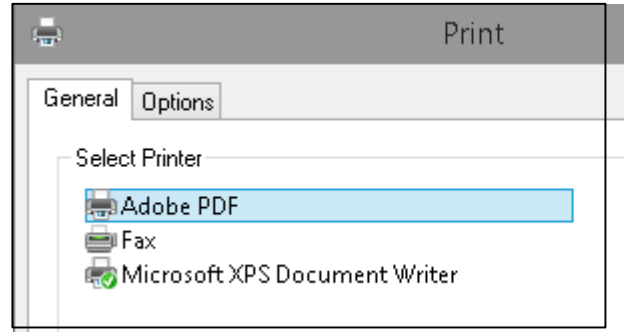 Print
General Options
Select Printer
Adobe PDF
Fax
Microsoft XPS Document Writer